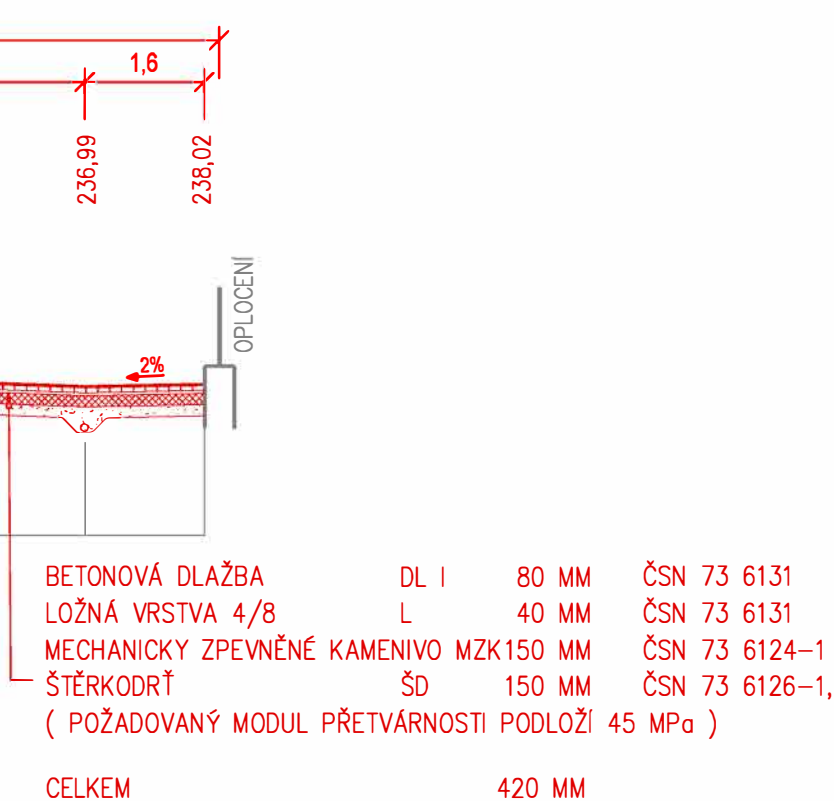 1,6
236,99
238,02
OPLOCENÍ
2%
BETONOVÁ DLAŽBA DL I 80 MM ČSN 73 6131
LOŽNÁ VRSTVA 4/8 L 40 MM ČSN 73 6131
MECHANICKY ZPEVNĚNÉ KAMENIVO MZK150 MM ČSN 73 6124-1
ŠTĚRKODRŤ ŠD 150 MM ČSN 73 6126-1,
( POŽADOVANÝ MODUL PŘETVÁRNOSTI PODLOŽÍ 45 MPa )
CELKEM 420 MM